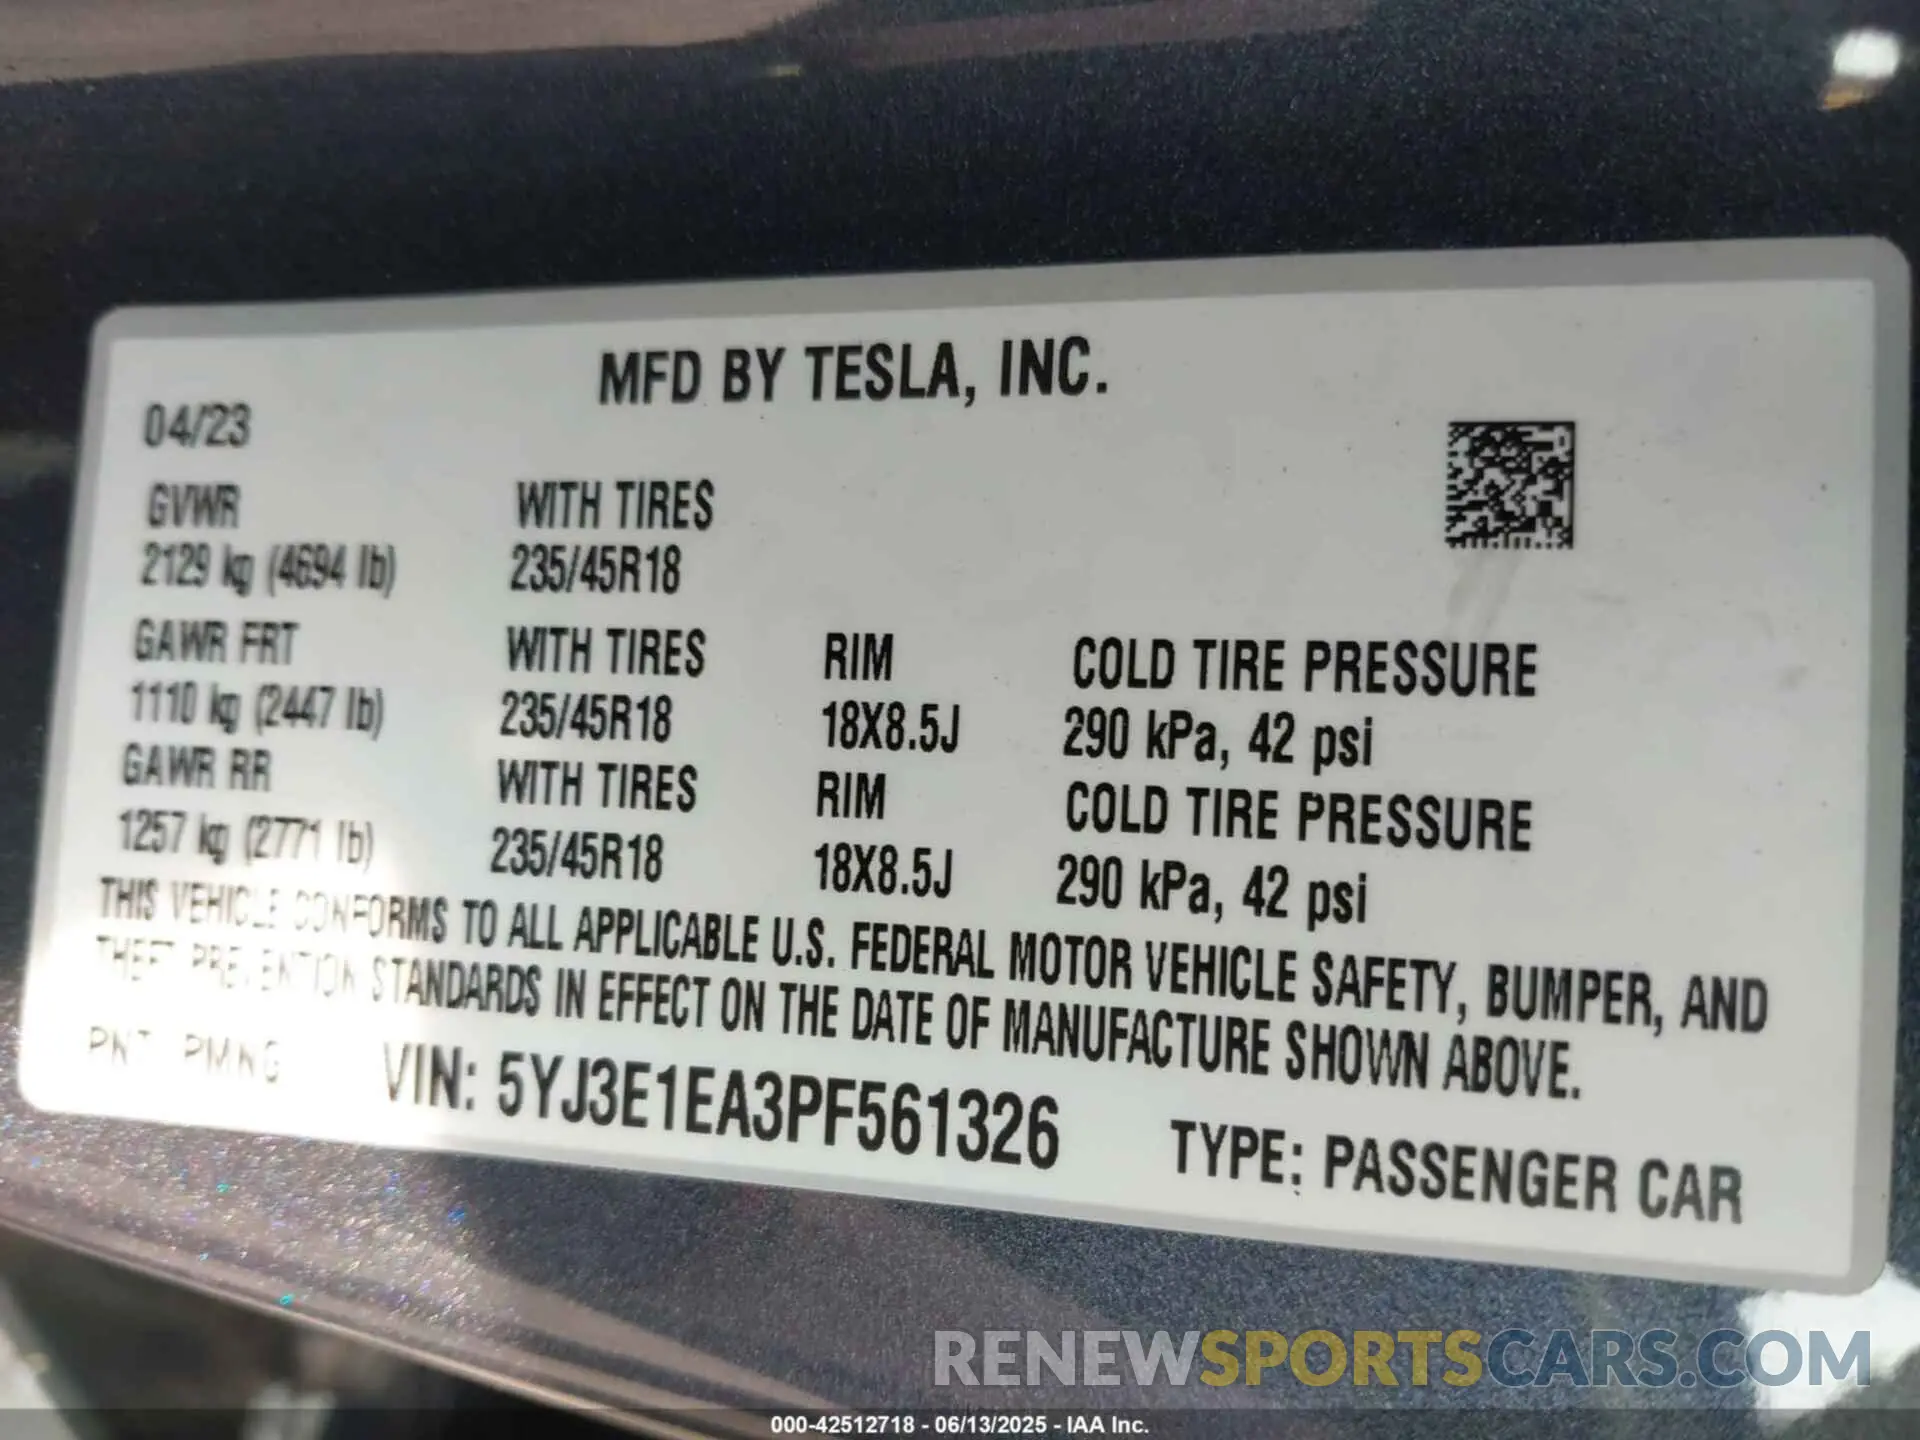 MFD BY TESLA, INC.
04/23
GVWR WITH TIRES
2129 kg (4694 lb) 235/45R18
GAWR FRT WITH TIRES RIM COLD TIRE PRESSURE
1110 kg (2447 lb) 235/45R18 18X8.5J 290 kPa, 42 psi
GAWR RR WITH TIRES RIM COLD TIRE PRESSURE
1257 kg (2771 lb) 235/45R18 18X8.5J 290 kPa, 42 psi
THIS VEHICLE CONFORMS TO ALL APPLICABLE U.S. FEDERAL MOTOR VEHICLE SAFETY, BUMPER, AND
THEFT PREVENTION STANDARDS IN EFFECT ON THE DATE OF MANUFACTURE SHOWN ABOVE.
PNT PMNG VIN: 5YJ3E1EA3PF561326 TYPE: PASSENGER CAR
RENEWSPORTSCARS.COM
000-42512718 - 06/13/2025 - IAA Inc.